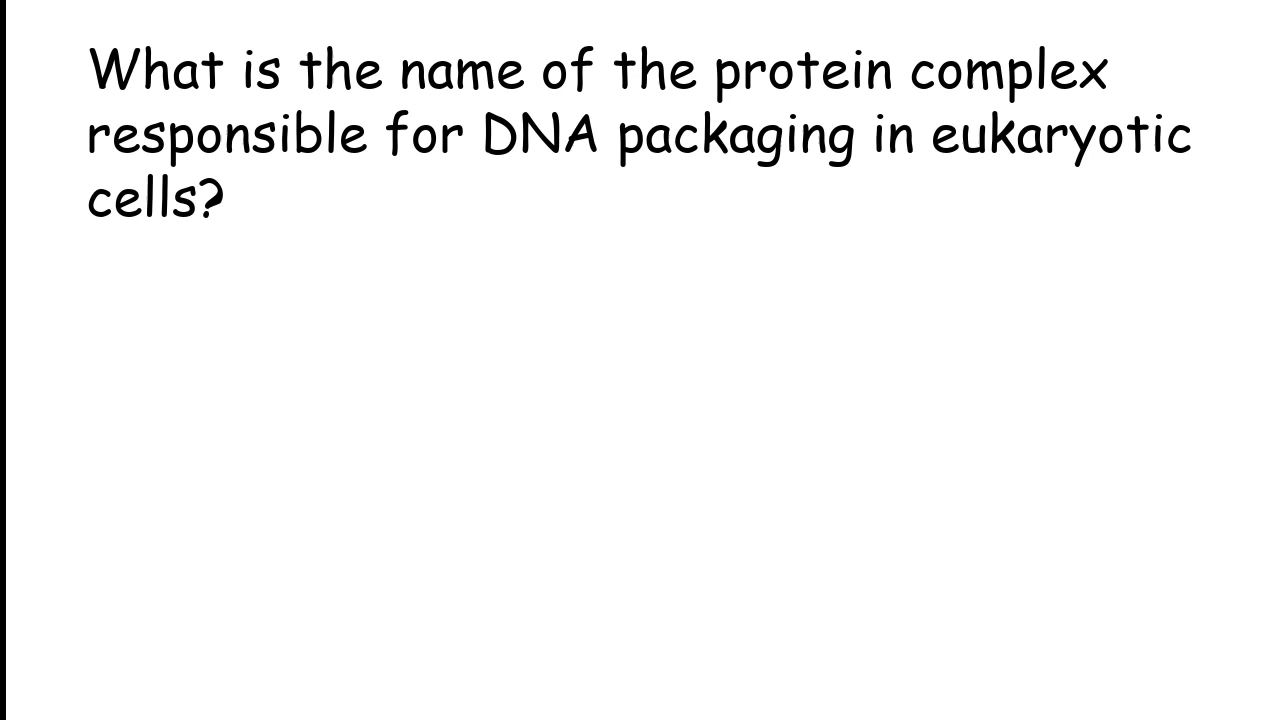 What is the name of the protein complex
responsible for DNA packaging in eukaryotic
cells?